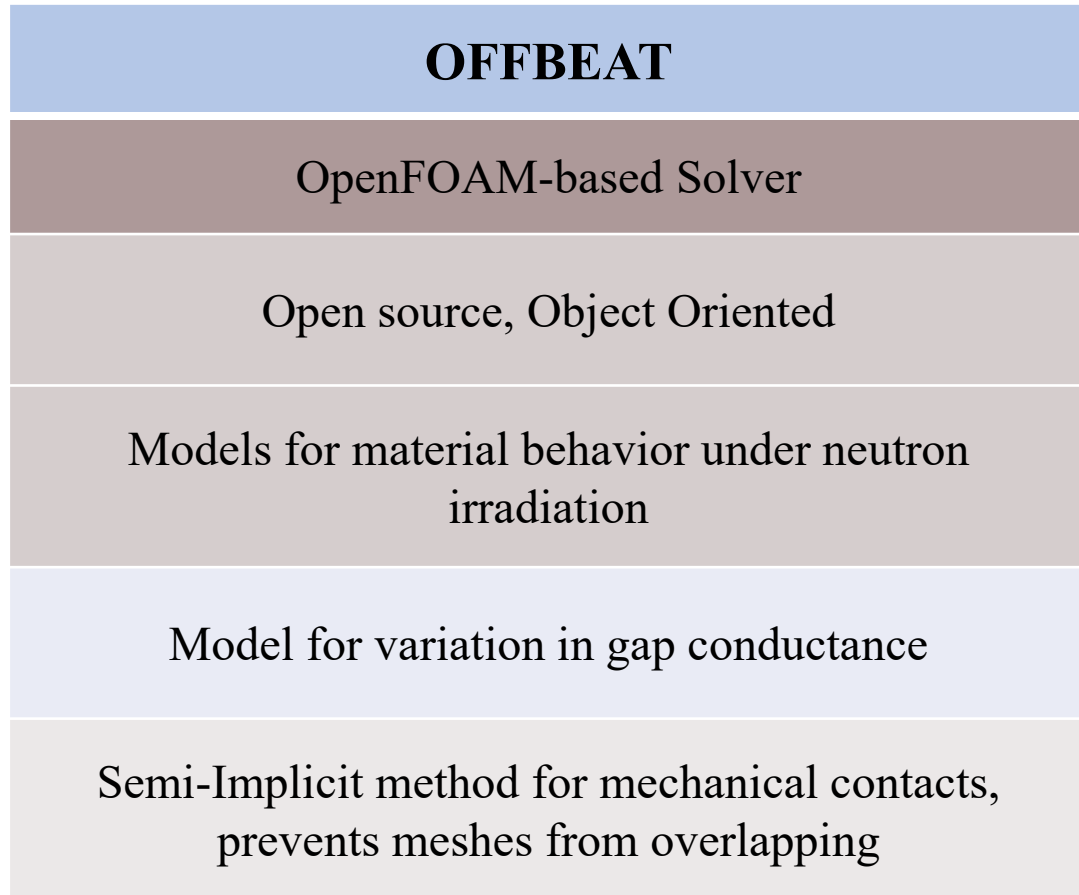 OFFBEAT
OpenFOAM-based Solver
Open source, Object Oriented
Models for material behavior under neutron
irradiation
Model for variation in gap conductance
Semi-Implicit method for mechanical contacts,
prevents meshes from overlapping